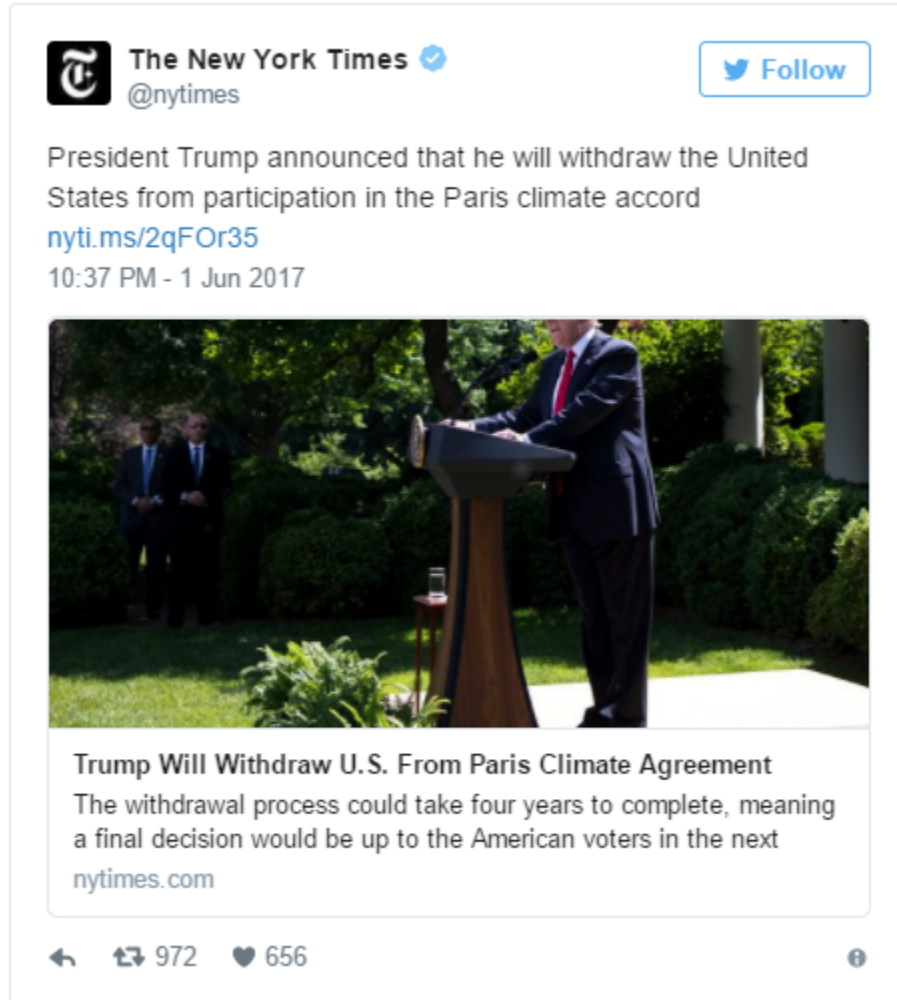 The New York Times
@nytimes
Follow
President Trump announced that he will withdraw the United
States from participation in the Paris climate accord
nyti.ms/2qFOr35
10:37 PM - 1 Jun 2017
Trump Will Withdraw U.S. From Paris Climate Agreement
The withdrawal process could take four years to complete, meaning
a final decision would be up to the American voters in the next
nytimes.com
972 656